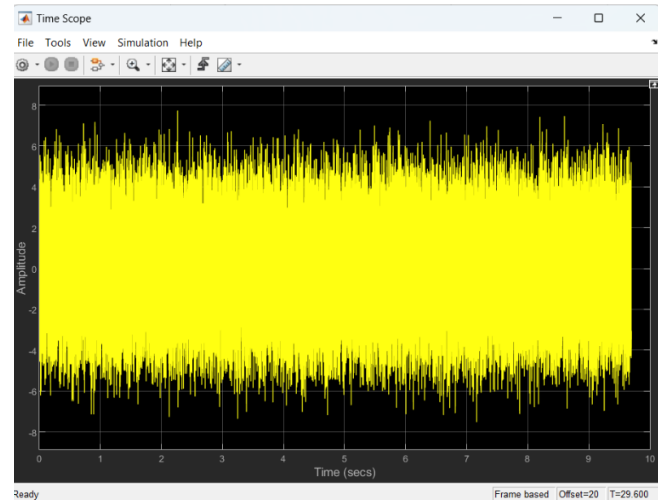 Time Scope
File Tools View Simulation Help
8
6
4
2
0
-2
-4
-6
-8
Amplitude
0 1 2 3 4 5 6 7 8 9 10
Time (secs)
Ready Frame based Offset=20 T=29.600